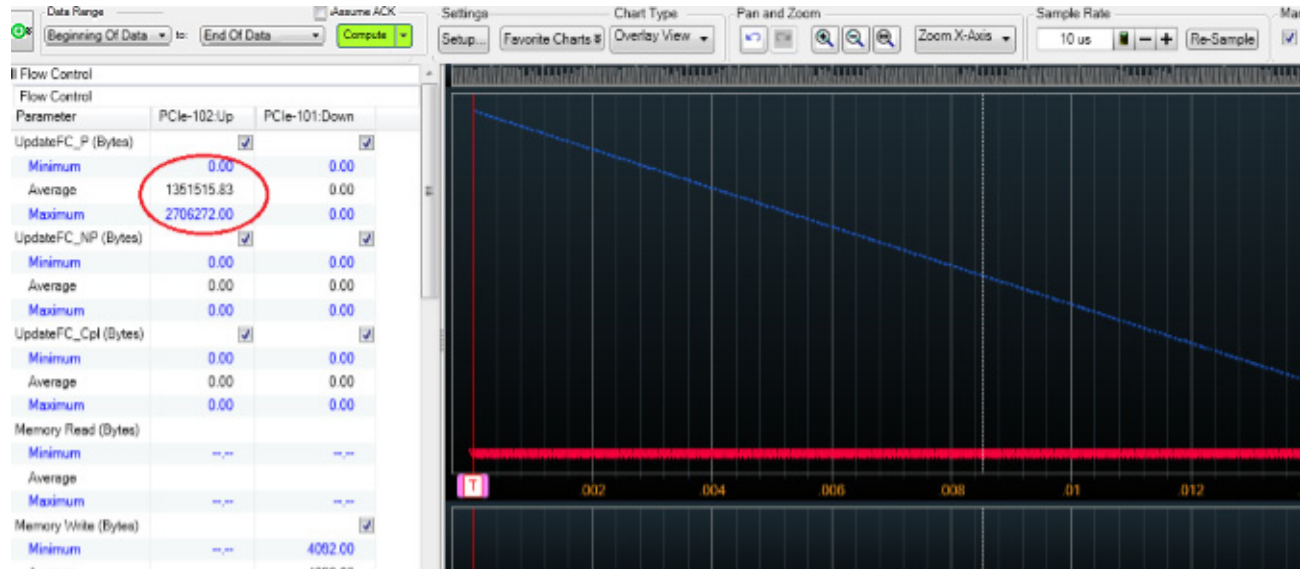 Data Range Assume ACK Settings Chart Type Pan and Zoom Sample Rate Mar
Beginning Of Data to: End Of Data Compute Setup... Favorite Charts Overlay View Zoom X-Axis 10 us - + Re-Sample
ll Flow Control
Flow Control
Parameter PCIe-102:Up PCIe-101:Down
UpdateFC_P (Bytes)
Minimum 0.00 0.00
Average 1351515.83 0.00
Maximum 2706272.00 0.00
UpdateFC_NP (Bytes)
Minimum 0.00 0.00
Average 0.00 0.00
Maximum 0.00 0.00
UpdateFC_Cpl (Bytes)
Minimum 0.00 0.00
Average 0.00 0.00
Maximum 0.00 0.00
Memory Read (Bytes)
Minimum --.-- --.--
Average
Maximum --.-- --.--
Memory Write (Bytes)
Minimum --.-- 4092.00
T .002 .004 .006 .008 .01 .012